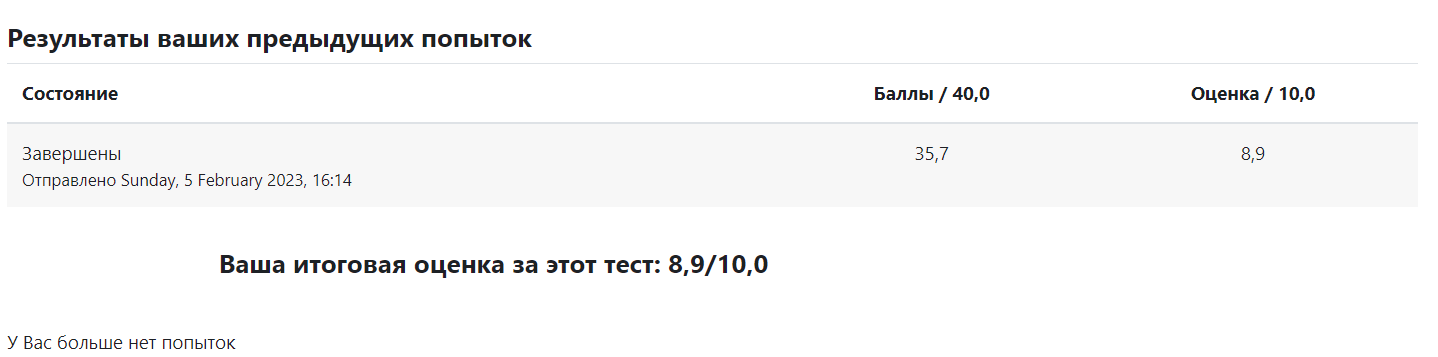 Результаты ваших предыдущих попыток
Состояние Баллы / 40,0 Оценка / 10,0
Завершены 35,7 8,9
Отправлено Sunday, 5 February 2023, 16:14
Ваша итоговая оценка за этот тест: 8,9/10,0
У Вас больше нет попыток